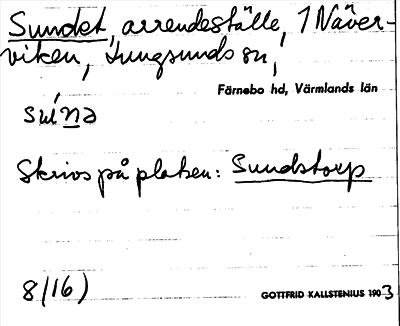 Sundet, arrendeställe, 1 Näver-
viken, Lungsunds sn,
Färnebo hd, Värmlands län
Skrivs på platsen: Sundstorp
8/16)
GOTTFRID KALLSTENIUS 1903